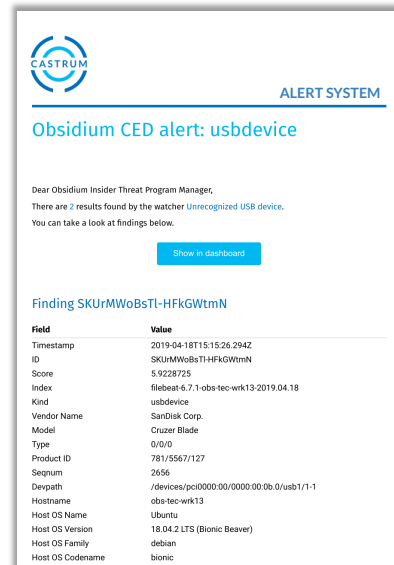 CASTRUM
ALERT SYSTEM
Obsidium CED alert: usbdevice
Dear Obsidium Insider Threat Program Manager,
There are 2 results found by the watcher Unrecognized USB device.
You can take a look at findings below.
Show in dashboard
Finding SKUrMWoBsTl-HFkGWtmN
Field Value
Timestamp 2019-04-18T15:15:26.294Z
ID SKUrMWoBsTl-HFkGWtmN
Score 5.9228725
Index filebeat-6.7.1-obs-tec-wrk13-2019.04.18
Kind usbdevice
Vendor Name SanDisk Corp.
Model Cruzer Blade
Type 0/0/0
Product ID 781/5567/127
Seqnum 2656
Devpath /devices/pci0000:00/0000:00:0b.0/usb1/1-1
Hostname obs-tec-wrk13
Host OS Name Ubuntu
Host OS Version 18.04.2 LTS (Bionic Beaver)
Host OS Family debian
Host OS Codename bionic